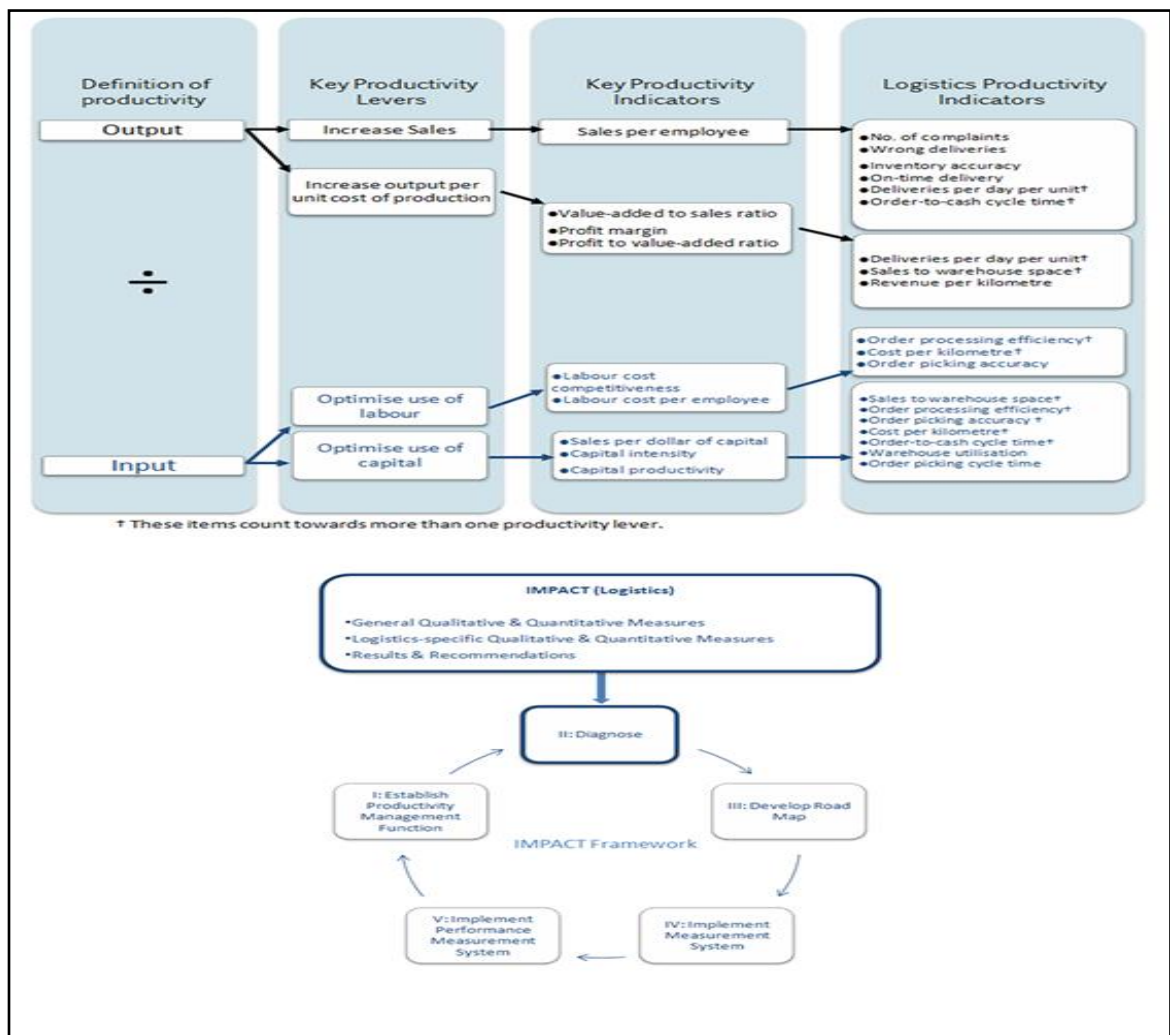 Definition of
productivity
Key Productivity
Levers
Key Productivity
Indicators
Logistics Productivity
Indicators
Output
Increase Sales
Sales per employee
●No. of complaints
●Wrong deliveries
●Inventory accuracy
●On-time delivery
●Deliveries per day per unit†
●Order-to-cash cycle time†
Increase output per
unit cost of production
●Value-added to sales ratio
●Profit margin
●Profit to value-added ratio
●Deliveries per day per unit†
●Sales to warehouse space†
●Revenue per kilometre
÷
●Order processing efficiency†
●Cost per kilometre†
●Order picking accuracy
Optimise use of
labour
●Labour cost
competitiveness
●Labour cost per employee
●Sales to warehouse space†
●Order processing efficiency†
●Order picking accuracy †
●Cost per kilometre†
●Order-to-cash cycle time†
●Warehouse utilisation
●Order picking cycle time
Input
Optimise use of
capital
●Sales per dollar of capital
●Capital intensity
●Capital productivity
† These items count towards more than one productivity lever.
IMPACT (Logistics)
•General Qualitative & Quantitative Measures
•Logistics-specific Qualitative & Quantitative Measures
•Results & Recommendations
II: Diagnose
I: Establish
Productivity
Management
Function
III: Develop Road
Map
IMPACT Framework
V: Implement
Performance
Measurement
System
IV: Implement
Measurement
System